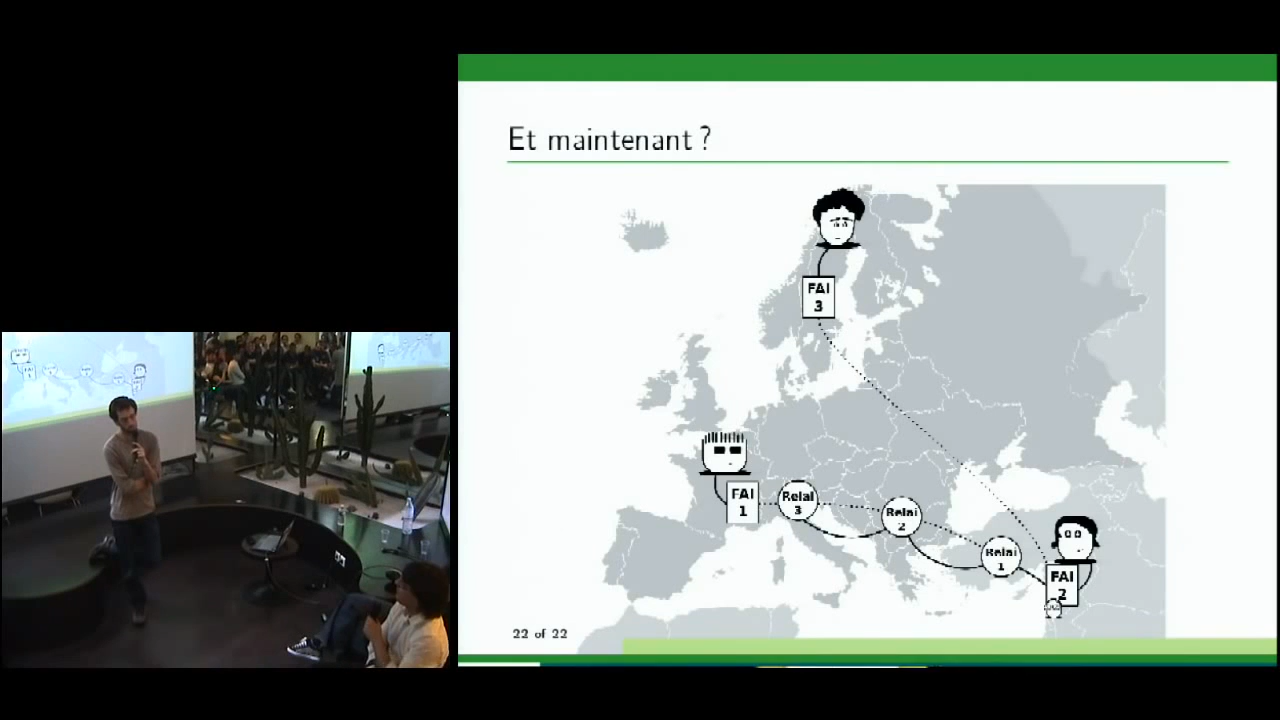 Et maintenant ?
FAI
3
FAI
1
Relai
3
Relai
2
Relai
1
FAI
2
22 of 22